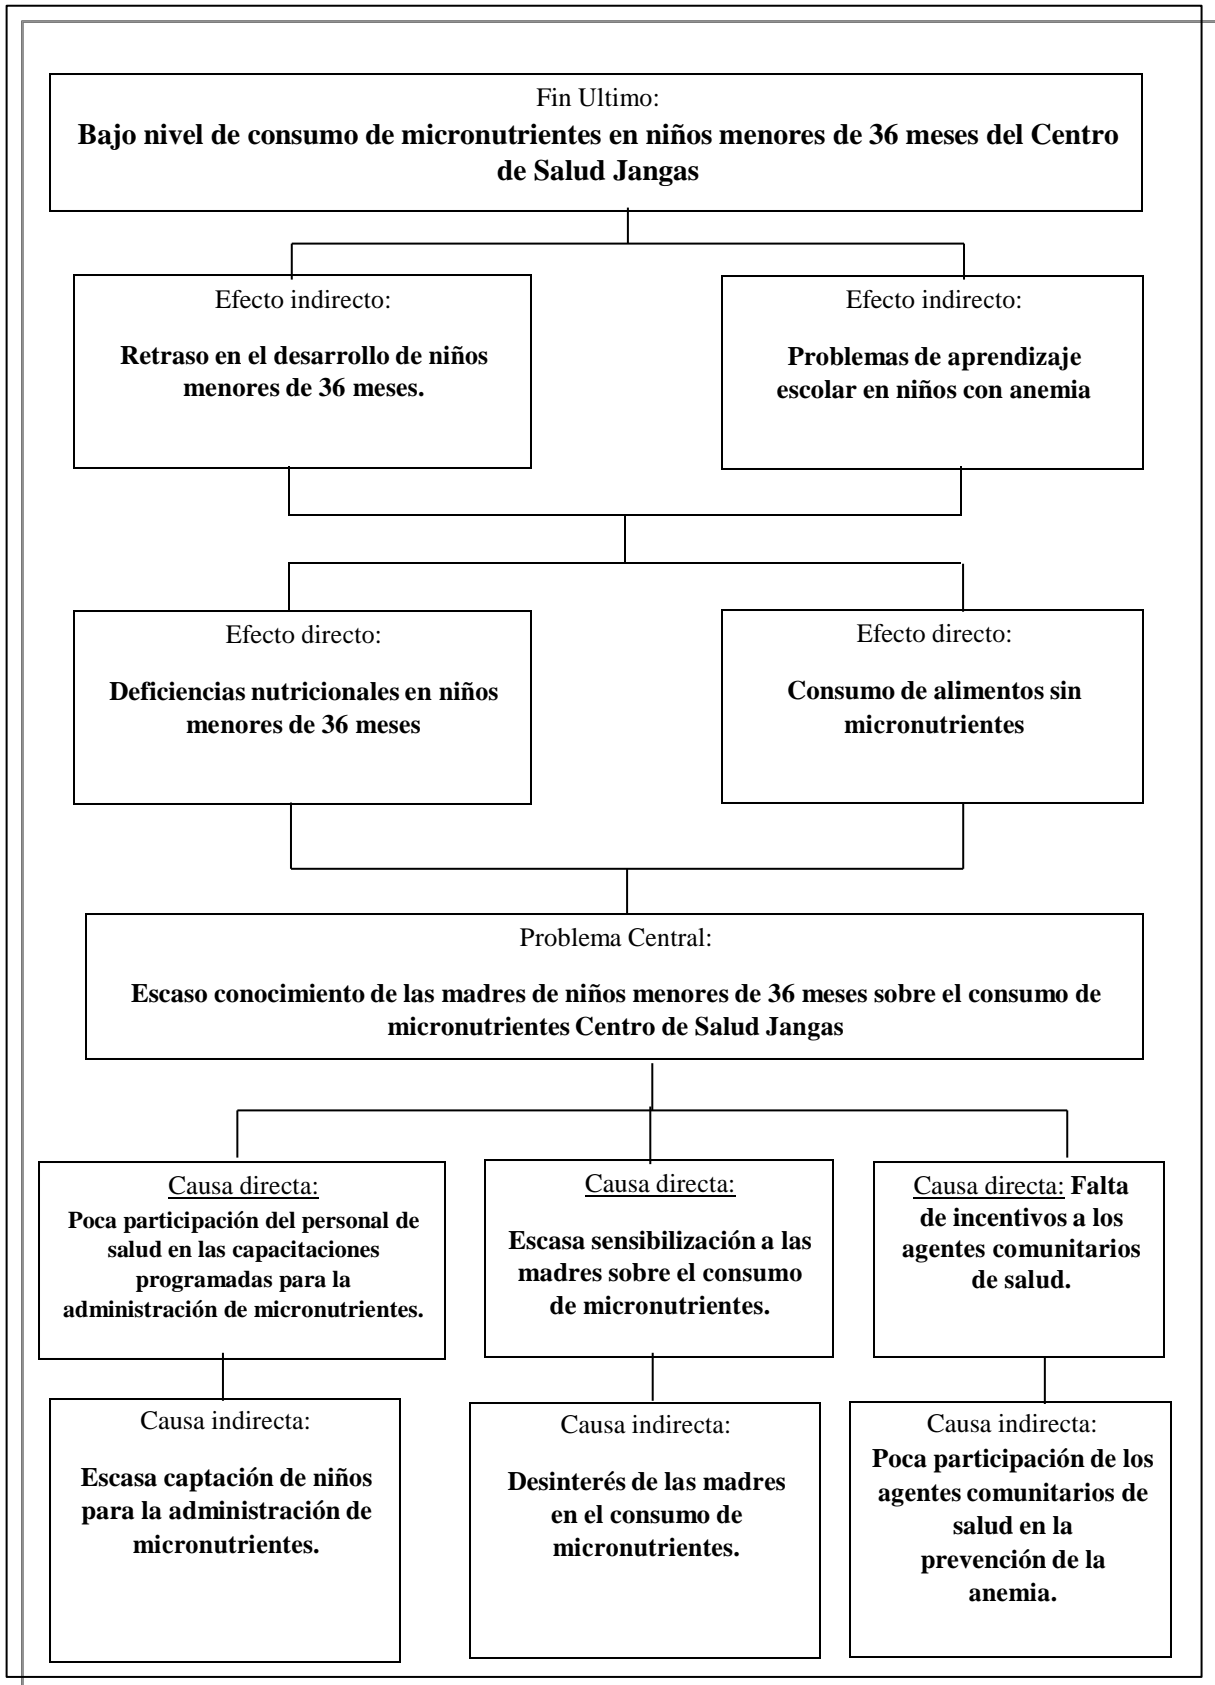 Fin Ultimo:
Bajo nivel de consumo de micronutrientes en niños menores de 36 meses del Centro
de Salud Jangas
Efecto indirecto:
Retraso en el desarrollo de niños
menores de 36 meses.
Efecto indirecto:
Problemas de aprendizaje
escolar en niños con anemia
Efecto directo:
Deficiencias nutricionales en niños
menores de 36 meses
Efecto directo:
Consumo de alimentos sin
micronutrientes
Problema Central:
Escaso conocimiento de las madres de niños menores de 36 meses sobre el consumo de
micronutrientes Centro de Salud Jangas
Causa directa:
Poca participación del personal de
salud en las capacitaciones
programadas para la
administración de micronutrientes.
Causa directa:
Escasa sensibilización a las
madres sobre el consumo
de micronutrientes.
Causa directa: Falta
de incentivos a los
agentes comunitarios
de salud.
Causa indirecta:
Escasa captación de niños
para la administración de
micronutrientes.
Causa indirecta:
Desinterés de las madres
en el consumo de
micronutrientes.
Causa indirecta:
Poca participación de los
agentes comunitarios de
salud en la
prevención de la
anemia.